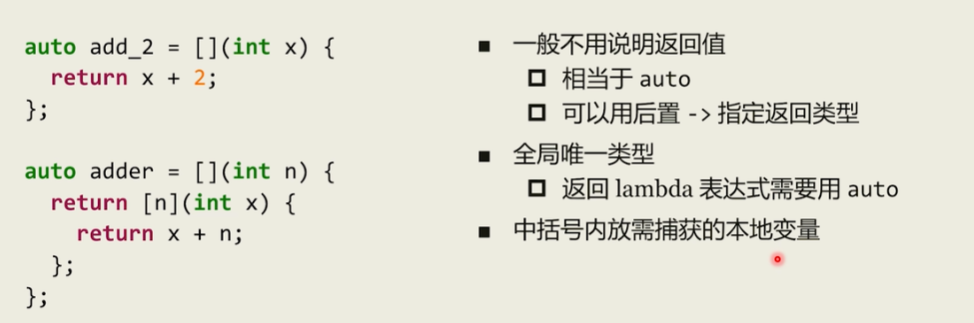 auto add_2 = [](int x) {
  return x + 2;
};
auto adder = [](int n) {
  return [n](int x) {
    return x + n;
  };
};
一般不用说明返回值
相当于 auto
可以用后置 -> 指定返回类型
全局唯一类型
返回 lambda 表达式需要用 auto
中括号内放需捕获的本地变量